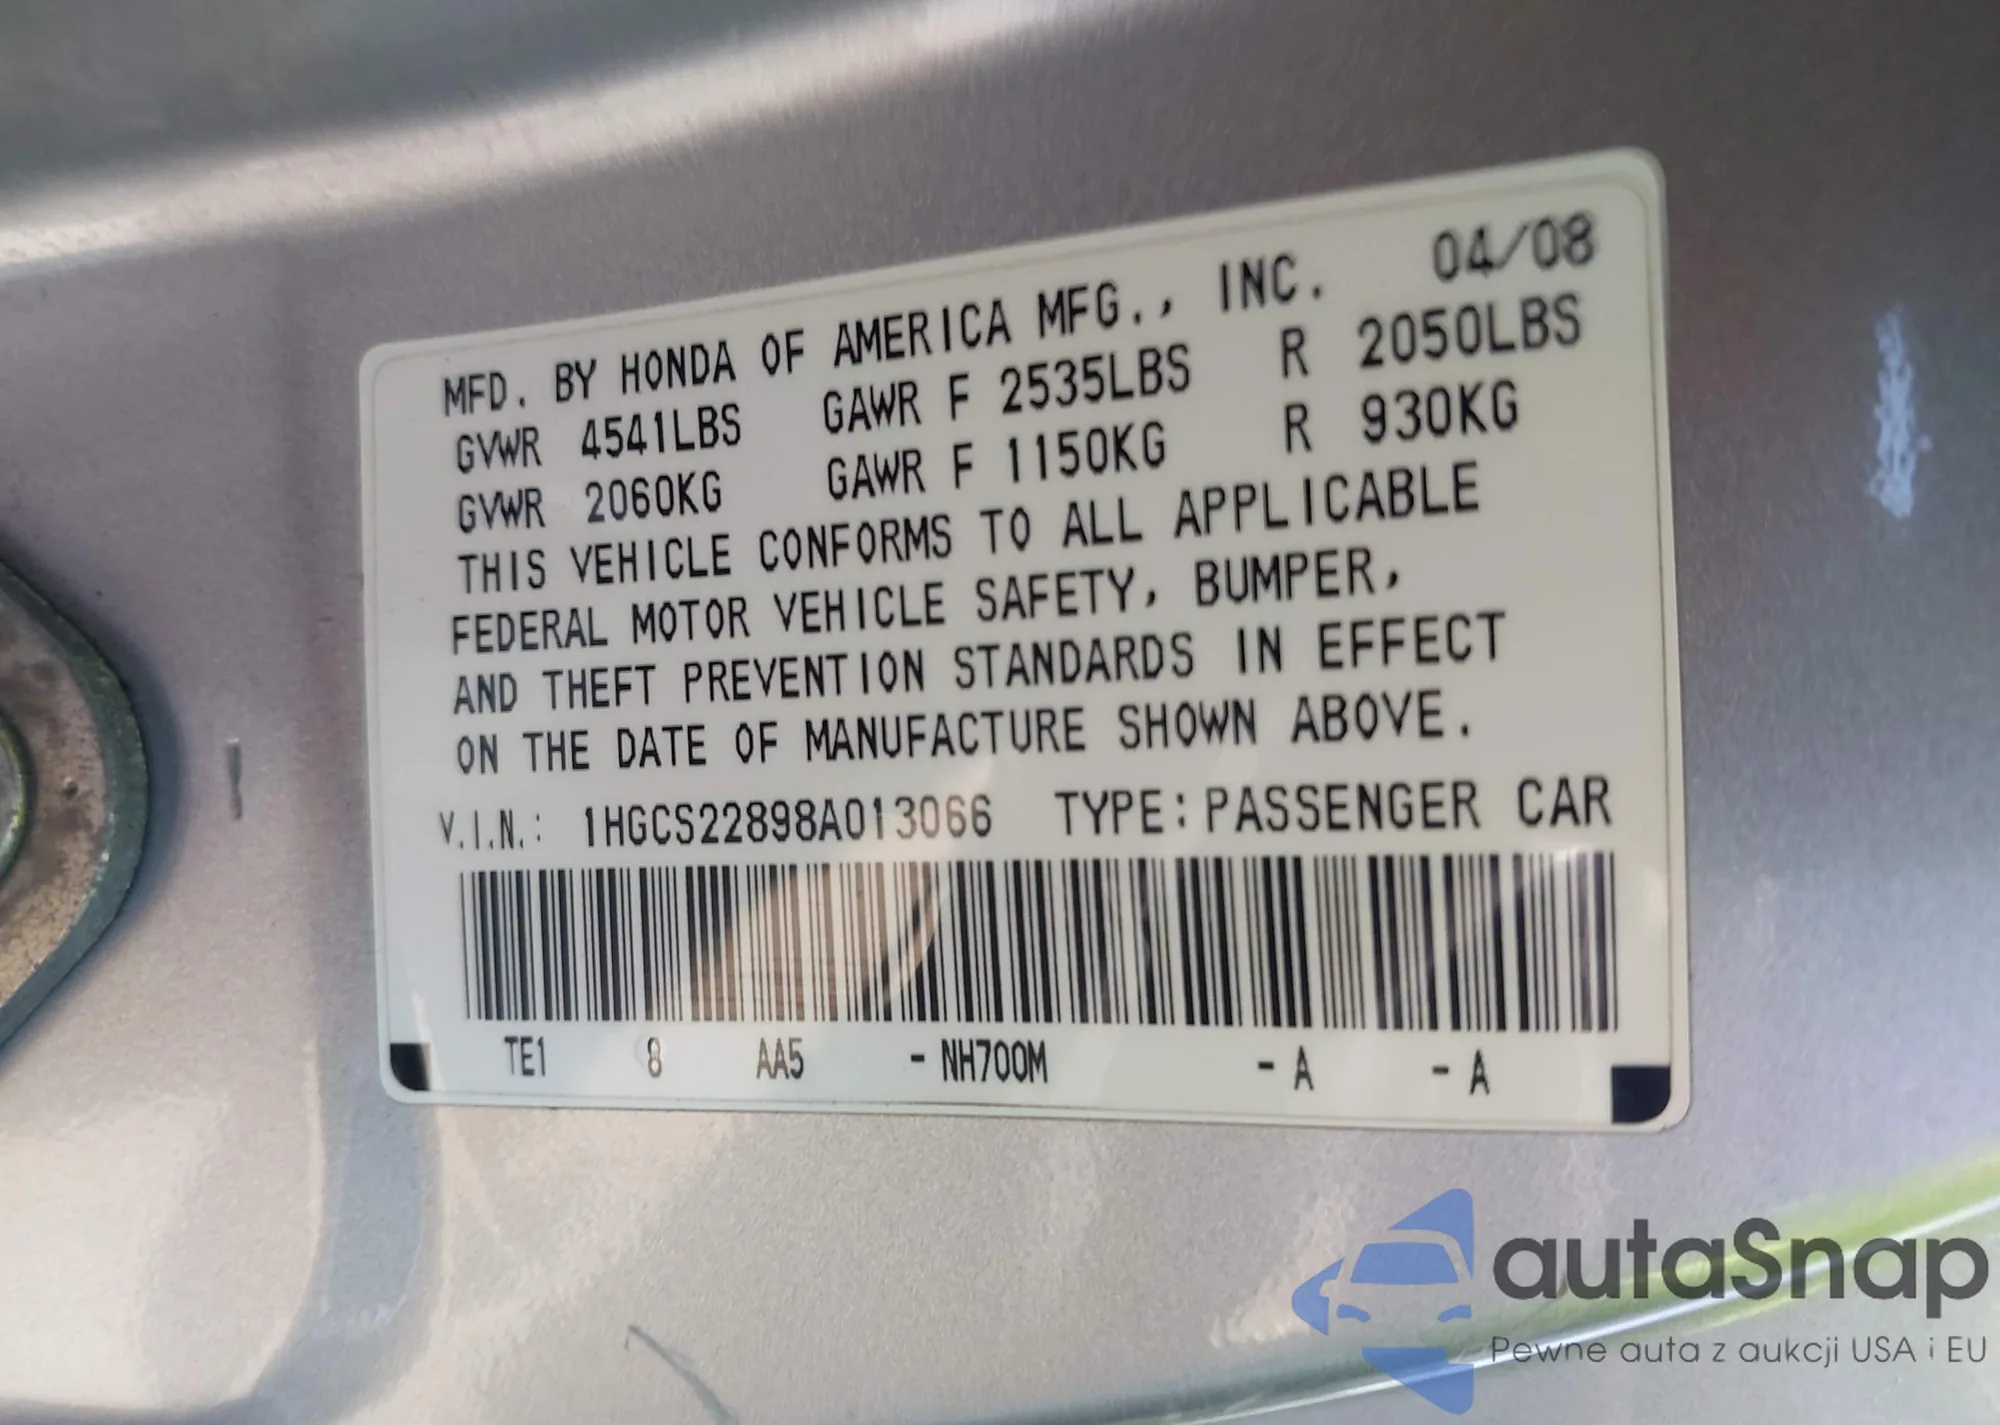 MFD. BY HONDA OF AMERICA MFG., INC. 04/08
GVWR 4541LBS GAWR F 2535LBS R 2050LBS
GVWR 2060KG GAWR F 1150KG R 930KG
THIS VEHICLE CONFORMS TO ALL APPLICABLE
FEDERAL MOTOR VEHICLE SAFETY, BUMPER,
AND THEFT PREVENTION STANDARDS IN EFFECT
ON THE DATE OF MANUFACTURE SHOWN ABOVE.
V.I.N.: 1HGCS22898A013066 TYPE: PASSENGER CAR
TE1 8 AA5 - NH700M - A - A
autaSnap
Pewne auta z aukcji USA i EU